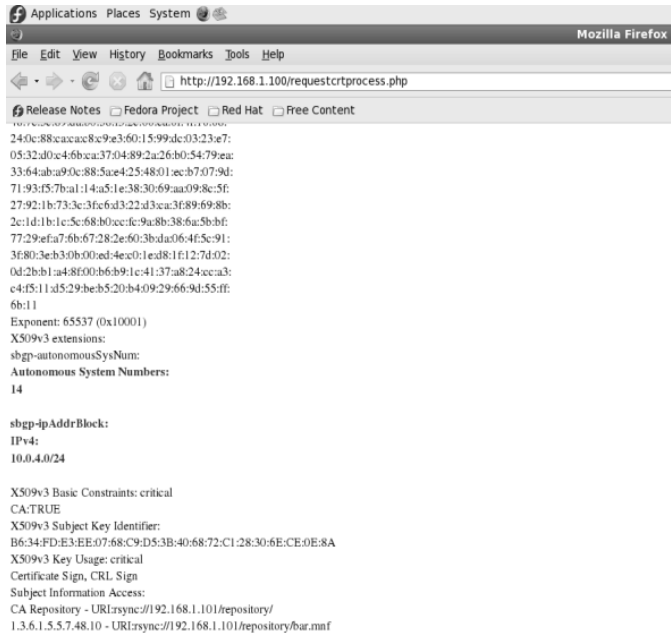 Applications Places System
Mozilla Firefox
File Edit View History Bookmarks Tools Help
http://192.168.1.100/requestcrtprocess.php
Release Notes Fedora Project Red Hat Free Content
24:0c:88:ca:ca:c8:c9:e3:60:15:99:dc:03:23:e7:
05:32:d0:c4:6b:ca:37:04:89:2a:26:b0:54:79:ea:
33:64:ab:a9:0c:88:5a:e4:25:48:01:ec:b7:07:9d:
71:93:f5:7b:a1:14:a5:1e:38:30:69:aa:09:8c:5f:
27:92:1b:73:3c:3f:c6:d3:22:d3:ca:3f:89:69:8b:
2c:1d:1b:1c:5c:68:b0:cc:fc:9a:8b:38:6a:5b:bf:
77:29:ef:a7:6b:67:28:2e:60:3b:da:06:4f:5c:91:
3f:80:3e:b3:0b:00:ed:4e:c0:1e:d8:1f:12:7d:02:
0d:2b:b1:a4:8f:00:b6:b9:1c:41:37:a8:24:cc:a3:
c4:f5:11:d5:29:be:b5:20:b4:09:29:66:9d:55:ff:
6b:11
Exponent: 65537 (0x10001)
X509v3 extensions:
sbgp-autonomousSysNum:
Autonomous System Numbers:
14
sbgp-ipAddrBlock:
IPv4:
10.0.4.0/24
X509v3 Basic Constraints: critical
CA:TRUE
X509v3 Subject Key Identifier:
B6:34:FD:E3:EE:07:68:C9:D5:3B:40:68:72:C1:28:30:6E:CE:0E:8A
X509v3 Key Usage: critical
Certificate Sign, CRL Sign
Subject Information Access:
CA Repository - URI:rsync://192.168.1.101/repository/
1.3.6.1.5.5.7.48.10 - URI:rsync://192.168.1.101/repository/bar.mnf